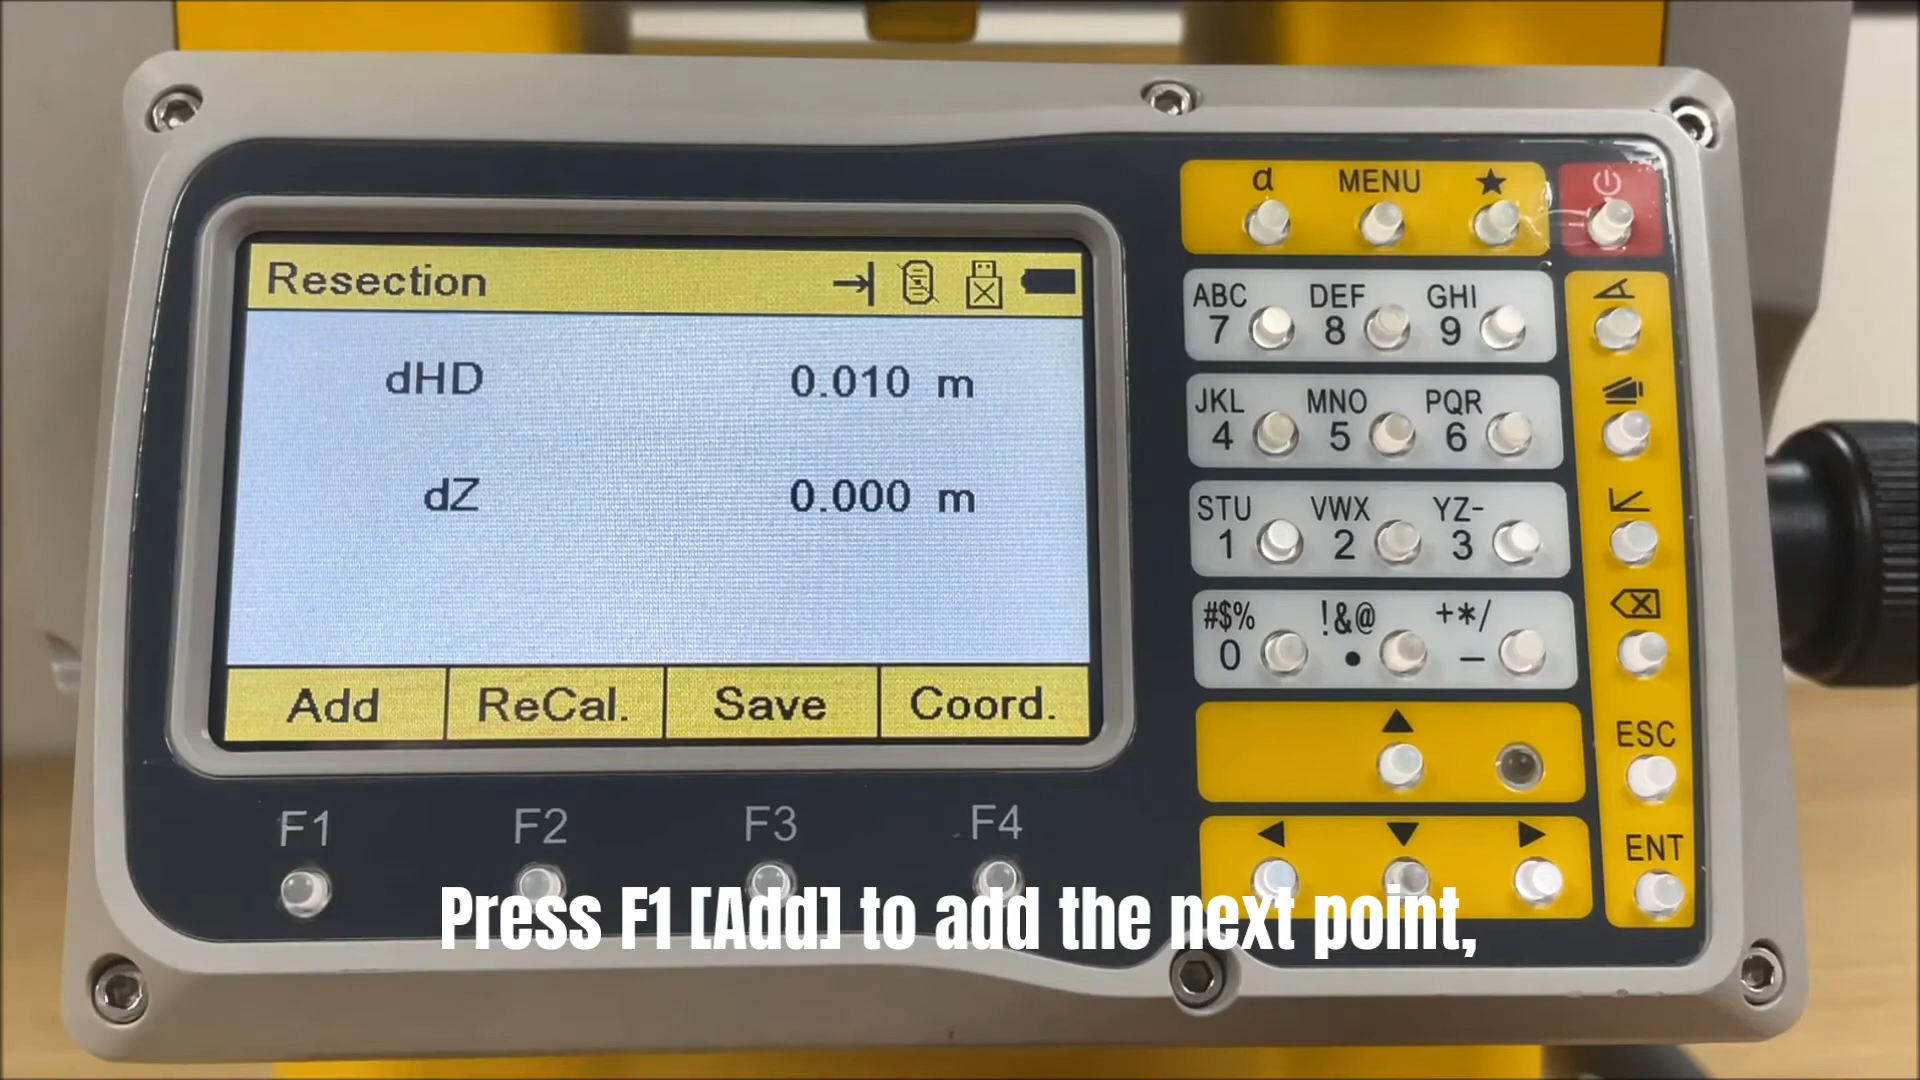 Resection
dHD 0.010 m
dZ 0.000 m
Add ReCal. Save Coord.
F1 F2 F3 F4
α MENU ★
ABC DEF GHI
7 8 9
JKL MNO PQR
4 5 6
STU VWX YZ-
1 2 3
#$% !&@ +*/
0 • –
ESC
ENT
Press F1 [Add] to add the next point,